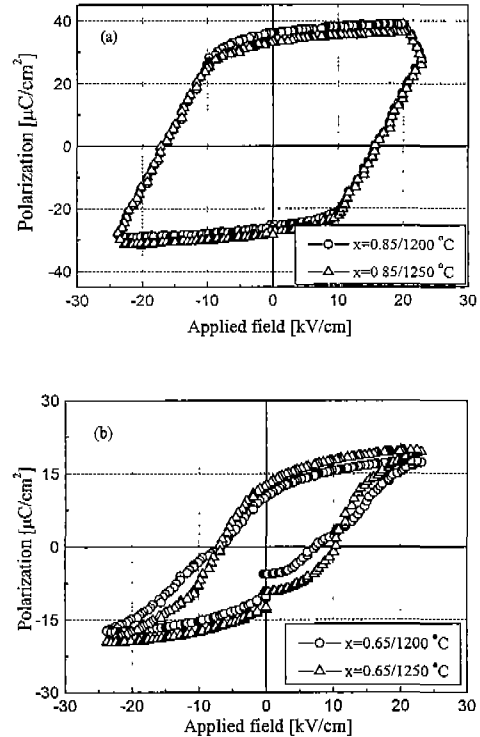 (a)
Polarization [µC/cm²]
40
20
0
-20
-40
-30 -20 -10 0 10 20 30
x=0.85/1200 °C
x=0.85/1250 °C
Applied field [kV/cm]
(b)
Polarization [µC/cm²]
30
15
0
-15
-30
-30 -20 -10 0 10 20 30
x=0.65/1200 °C
x=0.65/1250 °C
Applied field [kV/cm]